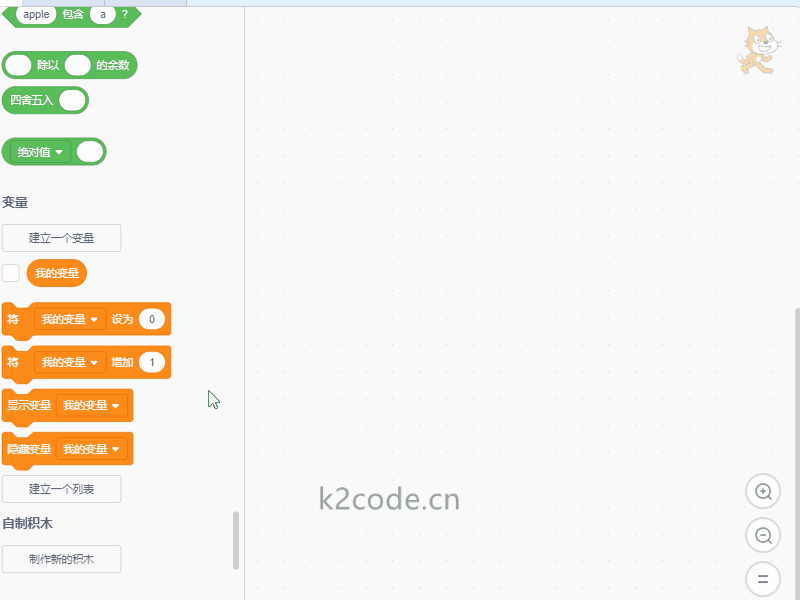 apple 包含 a ?
除以 的余数
四舍五入
绝对值
变量
建立一个变量
我的变量
将 我的变量 设为 0
将 我的变量 增加 1
显示变量 我的变量
隐藏变量 我的变量
建立一个列表
k2code.cn
自制积木
制作新的积木